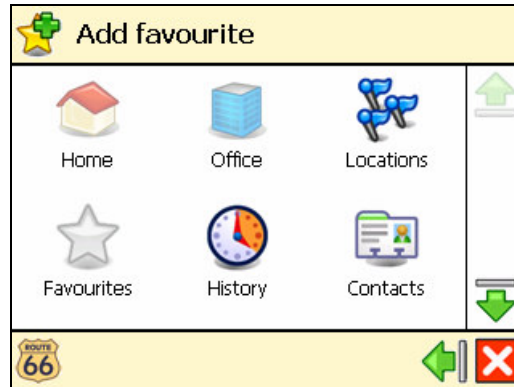 Add favourite
Home Office Locations
Favourites History Contacts
ROUTE
66